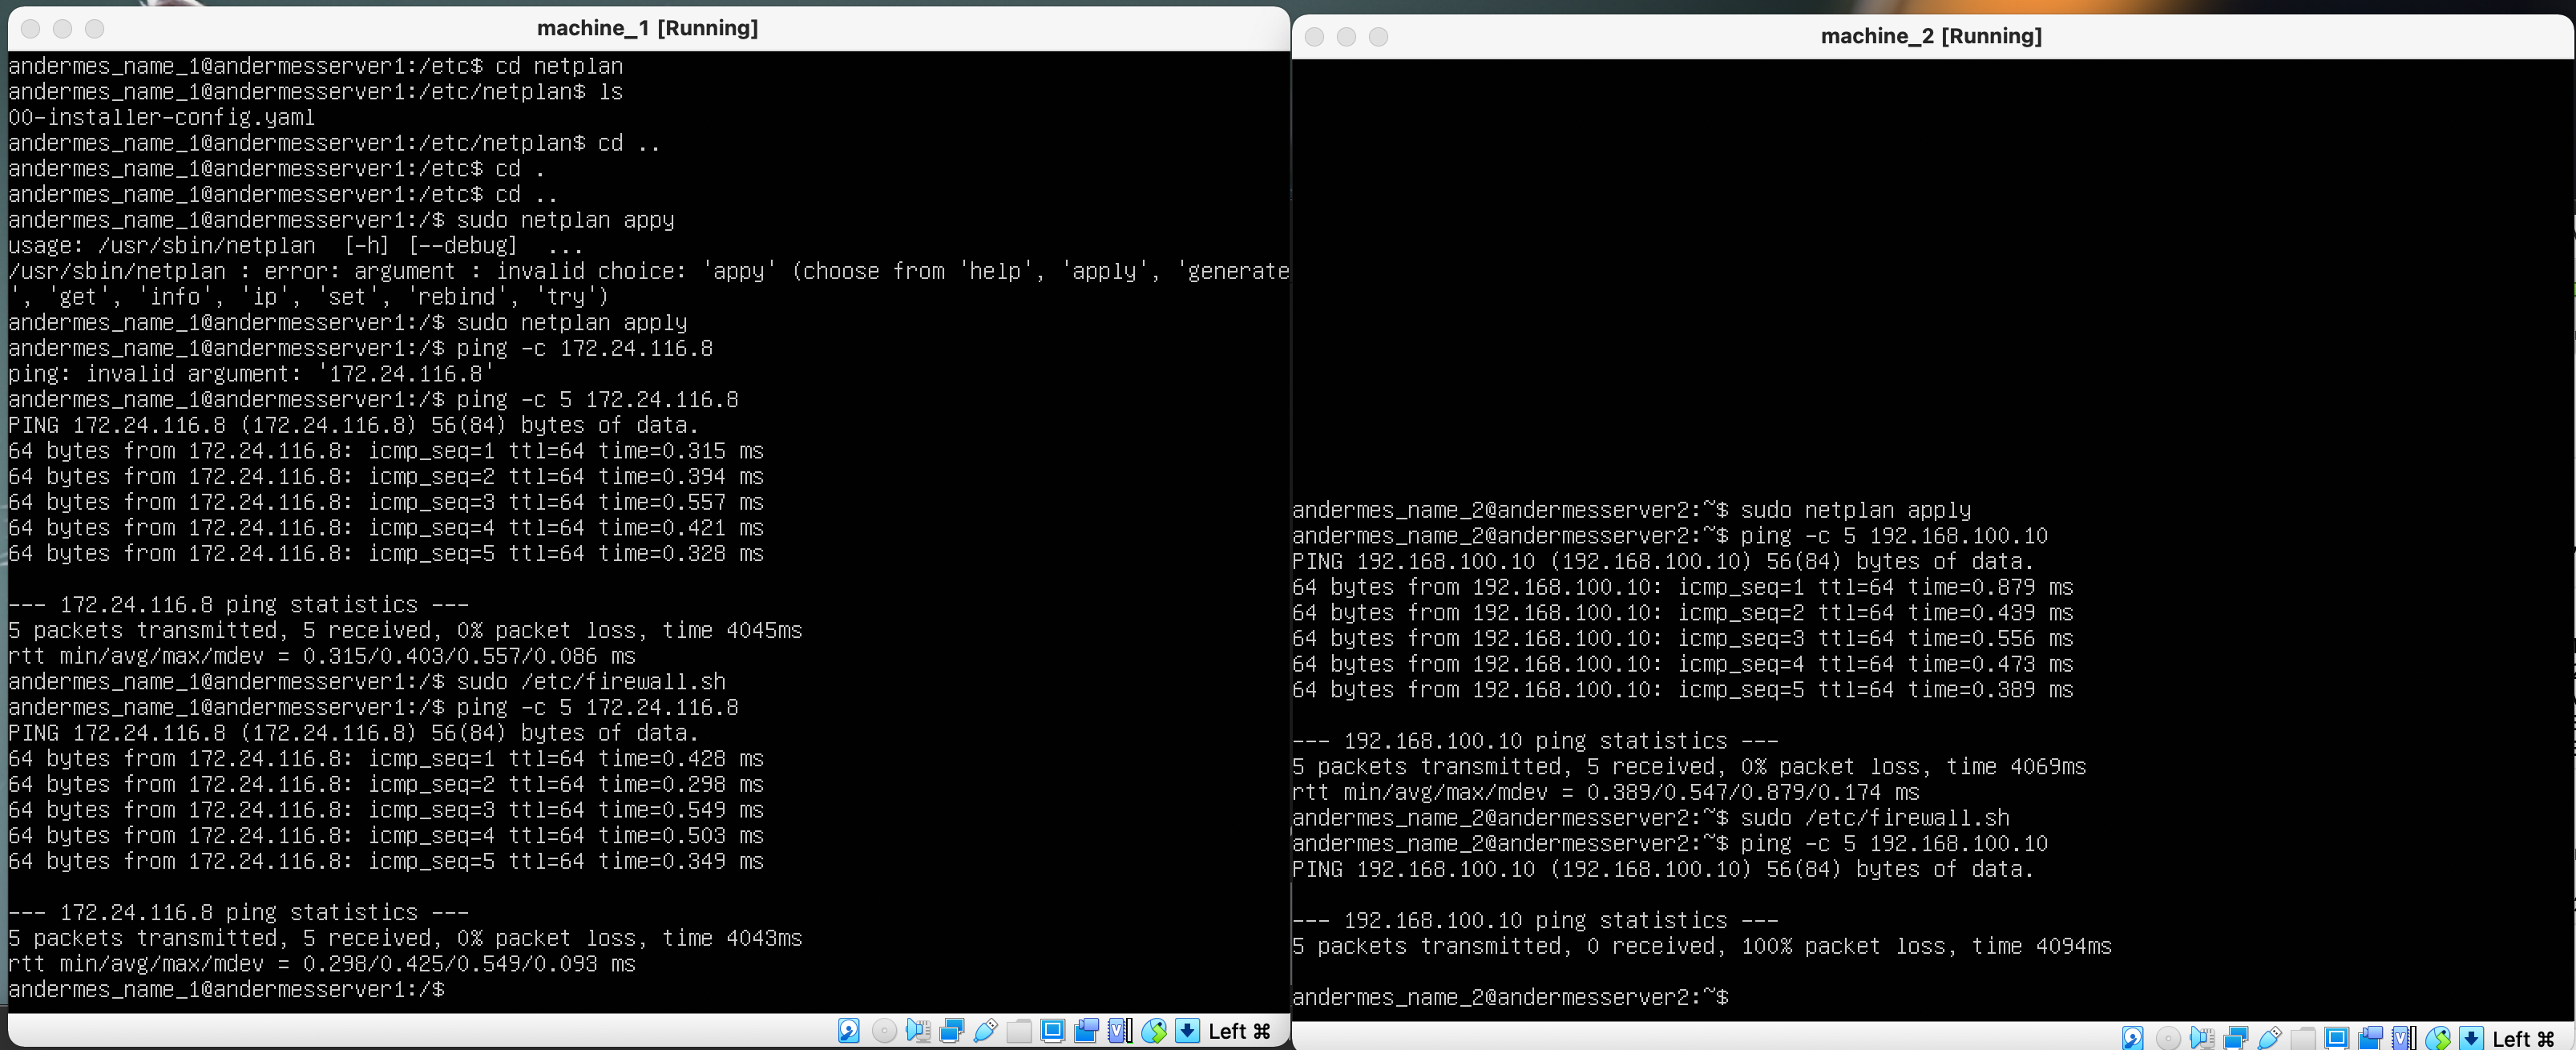 machine_1 [Running]
andermes_name_1@andermesserver1:/etc$ cd netplan
andermes_name_1@andermesserver1:/etc/netplan$ ls
00-installer-config.yaml
andermes_name_1@andermesserver1:/etc/netplan$ cd ..
andermes_name_1@andermesserver1:/etc$ cd .
andermes_name_1@andermesserver1:/etc$ cd ..
andermes_name_1@andermesserver1:/$ sudo netplan appy
usage: /usr/sbin/netplan  [-h] [--debug]  ...
/usr/sbin/netplan : error: argument : invalid choice: 'appy' (choose from 'help', 'apply', 'generate
', 'get', 'info', 'ip', 'set', 'rebind', 'try')
andermes_name_1@andermesserver1:/$ sudo netplan apply
andermes_name_1@andermesserver1:/$ ping -c 172.24.116.8
ping: invalid argument: '172.24.116.8'
andermes_name_1@andermesserver1:/$ ping -c 5 172.24.116.8
PING 172.24.116.8 (172.24.116.8) 56(84) bytes of data.
64 bytes from 172.24.116.8: icmp_seq=1 ttl=64 time=0.315 ms
64 bytes from 172.24.116.8: icmp_seq=2 ttl=64 time=0.394 ms
64 bytes from 172.24.116.8: icmp_seq=3 ttl=64 time=0.557 ms
64 bytes from 172.24.116.8: icmp_seq=4 ttl=64 time=0.421 ms
64 bytes from 172.24.116.8: icmp_seq=5 ttl=64 time=0.328 ms
--- 172.24.116.8 ping statistics ---
5 packets transmitted, 5 received, 0% packet loss, time 4045ms
rtt min/avg/max/mdev = 0.315/0.403/0.557/0.086 ms
andermes_name_1@andermesserver1:/$ sudo /etc/firewall.sh
andermes_name_1@andermesserver1:/$ ping -c 5 172.24.116.8
PING 172.24.116.8 (172.24.116.8) 56(84) bytes of data.
64 bytes from 172.24.116.8: icmp_seq=1 ttl=64 time=0.428 ms
64 bytes from 172.24.116.8: icmp_seq=2 ttl=64 time=0.298 ms
64 bytes from 172.24.116.8: icmp_seq=3 ttl=64 time=0.549 ms
64 bytes from 172.24.116.8: icmp_seq=4 ttl=64 time=0.503 ms
64 bytes from 172.24.116.8: icmp_seq=5 ttl=64 time=0.349 ms
--- 172.24.116.8 ping statistics ---
5 packets transmitted, 5 received, 0% packet loss, time 4043ms
rtt min/avg/max/mdev = 0.298/0.425/0.549/0.093 ms
andermes_name_1@andermesserver1:/$
Left ⌘
machine_2 [Running]
andermes_name_2@andermesserver2:~$ sudo netplan apply
andermes_name_2@andermesserver2:~$ ping -c 5 192.168.100.10
PING 192.168.100.10 (192.168.100.10) 56(84) bytes of data.
64 bytes from 192.168.100.10: icmp_seq=1 ttl=64 time=0.879 ms
64 bytes from 192.168.100.10: icmp_seq=2 ttl=64 time=0.439 ms
64 bytes from 192.168.100.10: icmp_seq=3 ttl=64 time=0.556 ms
64 bytes from 192.168.100.10: icmp_seq=4 ttl=64 time=0.473 ms
64 bytes from 192.168.100.10: icmp_seq=5 ttl=64 time=0.389 ms
--- 192.168.100.10 ping statistics ---
5 packets transmitted, 5 received, 0% packet loss, time 4069ms
rtt min/avg/max/mdev = 0.389/0.547/0.879/0.174 ms
andermes_name_2@andermesserver2:~$ sudo /etc/firewall.sh
andermes_name_2@andermesserver2:~$ ping -c 5 192.168.100.10
PING 192.168.100.10 (192.168.100.10) 56(84) bytes of data.
--- 192.168.100.10 ping statistics ---
5 packets transmitted, 0 received, 100% packet loss, time 4094ms
andermes_name_2@andermesserver2:~$
Left ⌘